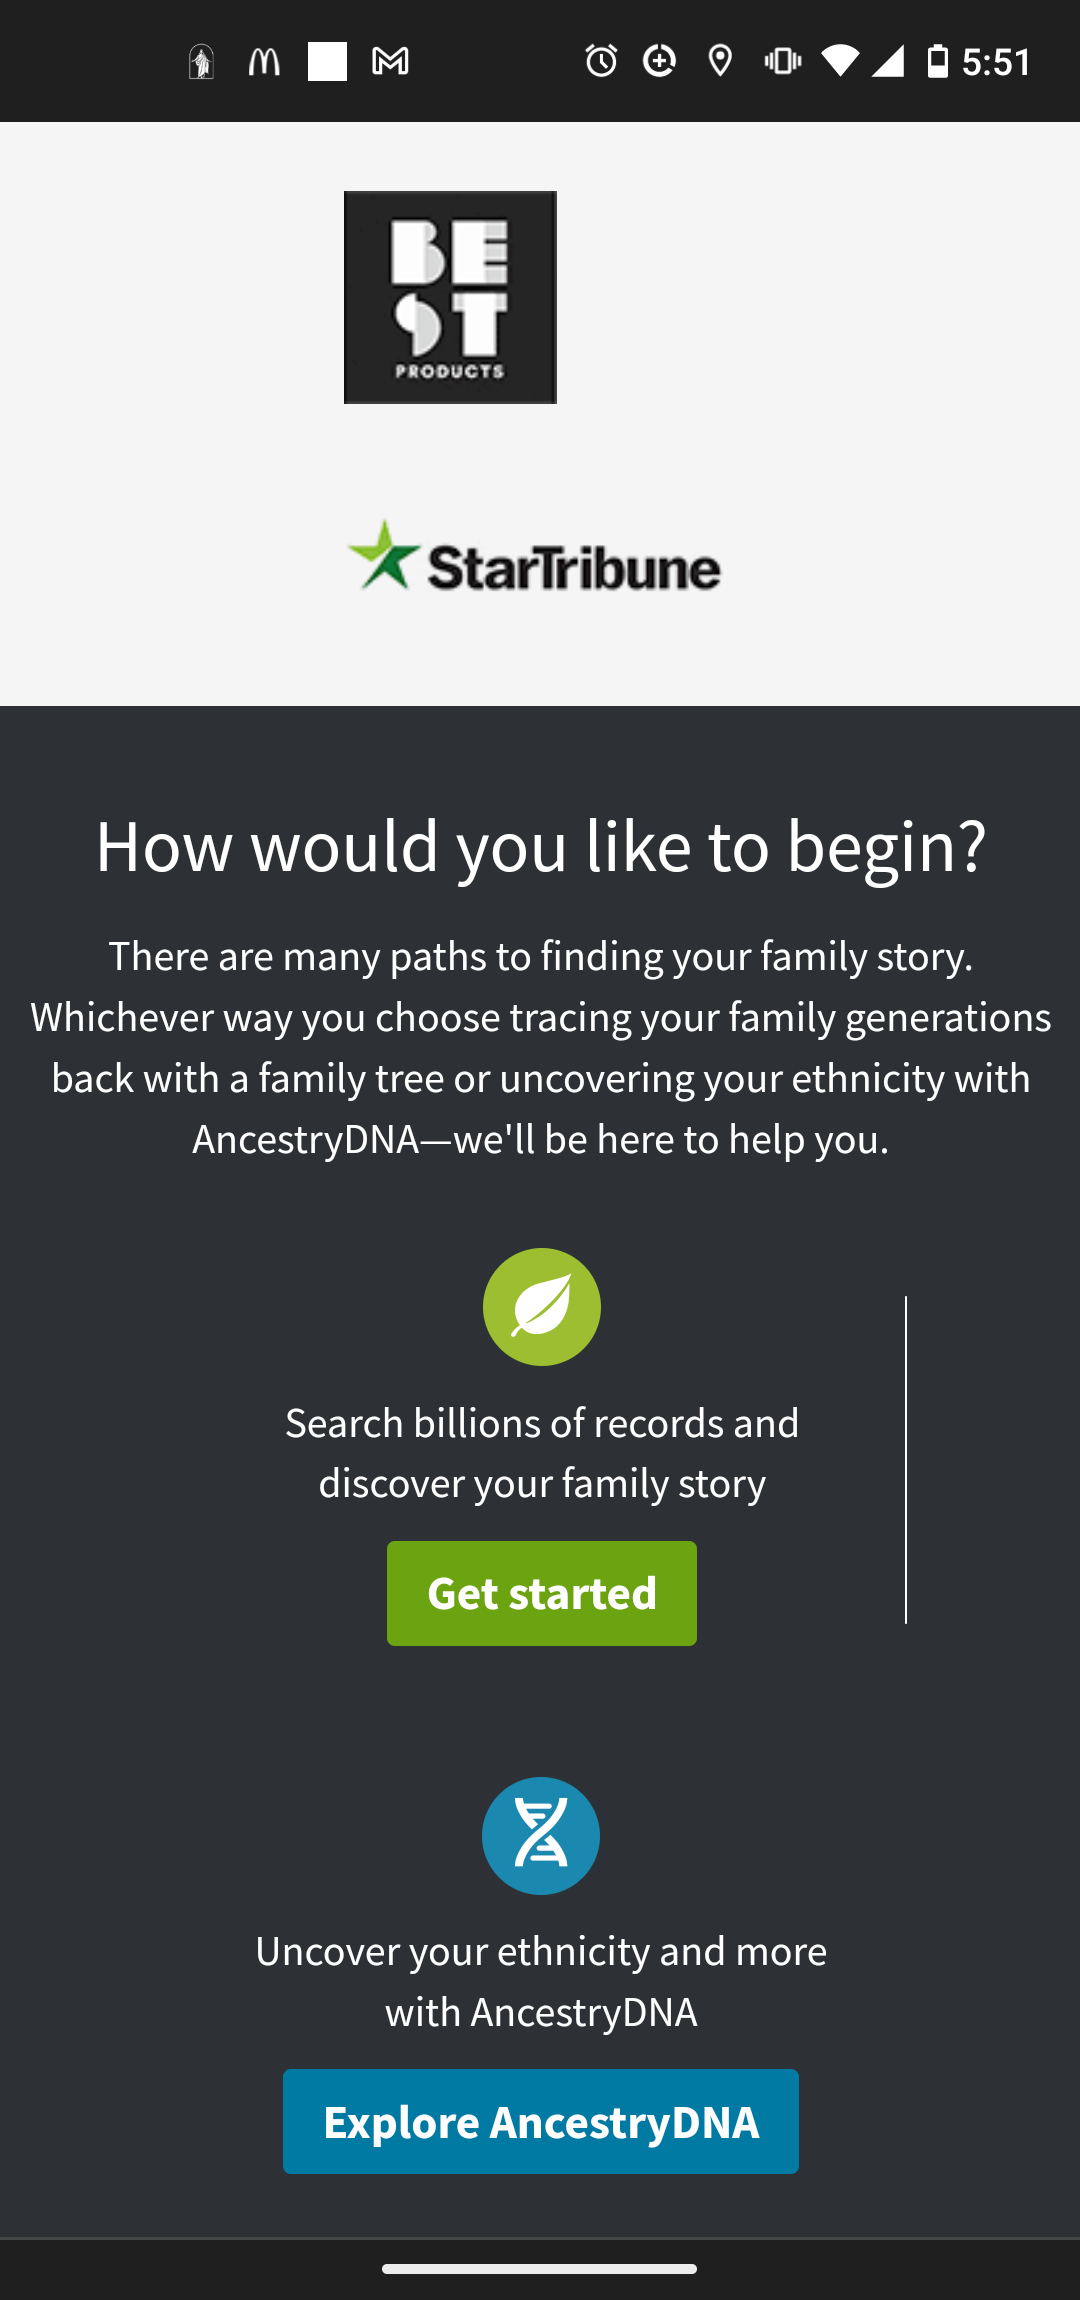 5:51
BE
ST
PRODUCTS
StarTribune
How would you like to begin?
There are many paths to finding your family story.
Whichever way you choose tracing your family generations
back with a family tree or uncovering your ethnicity with
AncestryDNA—we'll be here to help you.
Search billions of records and
discover your family story
Get started
Uncover your ethnicity and more
with AncestryDNA
Explore AncestryDNA